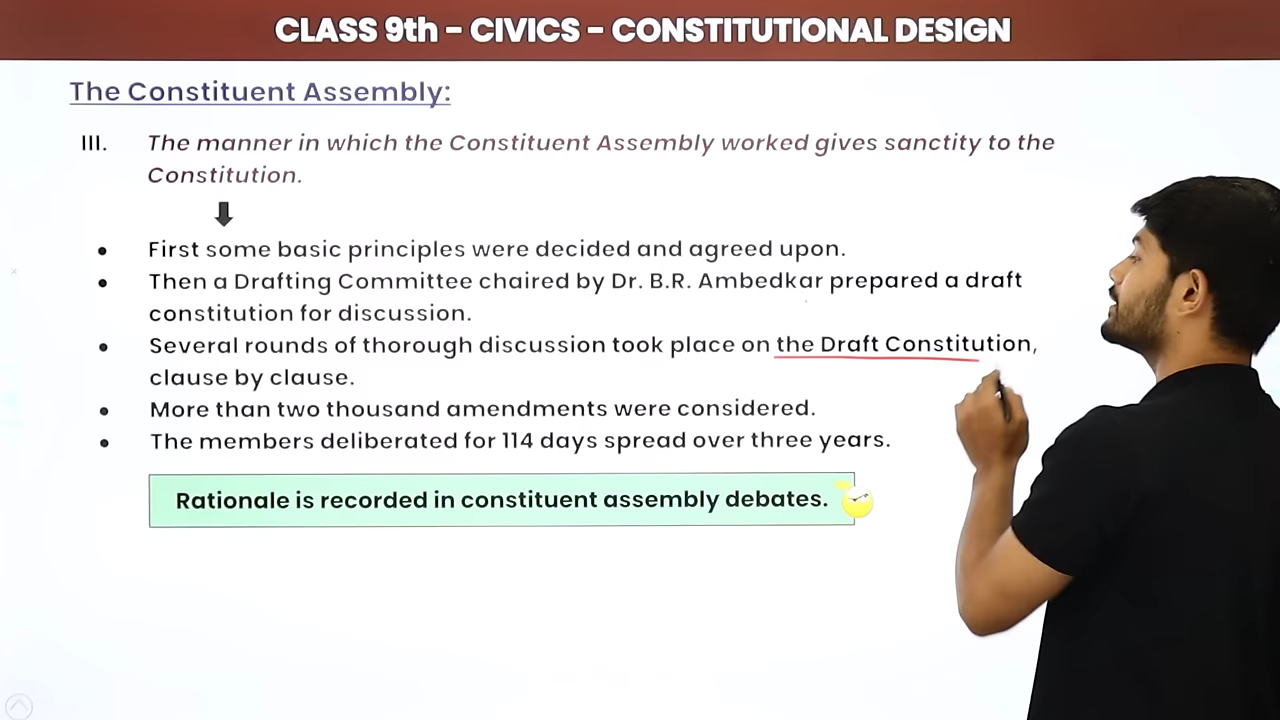 CLASS 9th - CIVICS - CONSTITUTIONAL DESIGN
The Constituent Assembly:
III. The manner in which the Constituent Assembly worked gives sanctity to the
Constitution.
• First some basic principles were decided and agreed upon.
• Then a Drafting Committee chaired by Dr. B.R. Ambedkar prepared a draft
constitution for discussion.
• Several rounds of thorough discussion took place on the Draft Constitution,
clause by clause.
• More than two thousand amendments were considered.
• The members deliberated for 114 days spread over three years.
Rationale is recorded in constituent assembly debates.